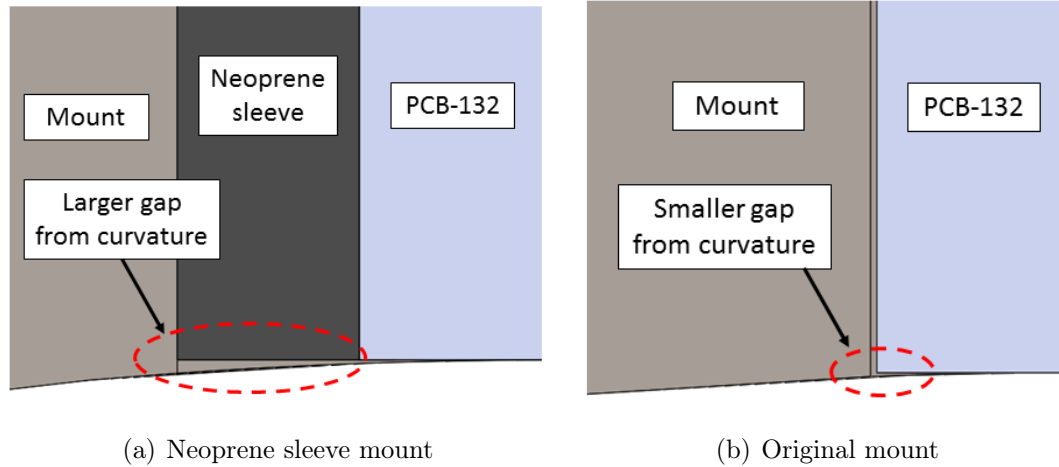 Mount
Neoprene
sleeve
PCB-132
Larger gap
from curvature
(a) Neoprene sleeve mount
Mount
PCB-132
Smaller gap
from curvature
(b) Original mount